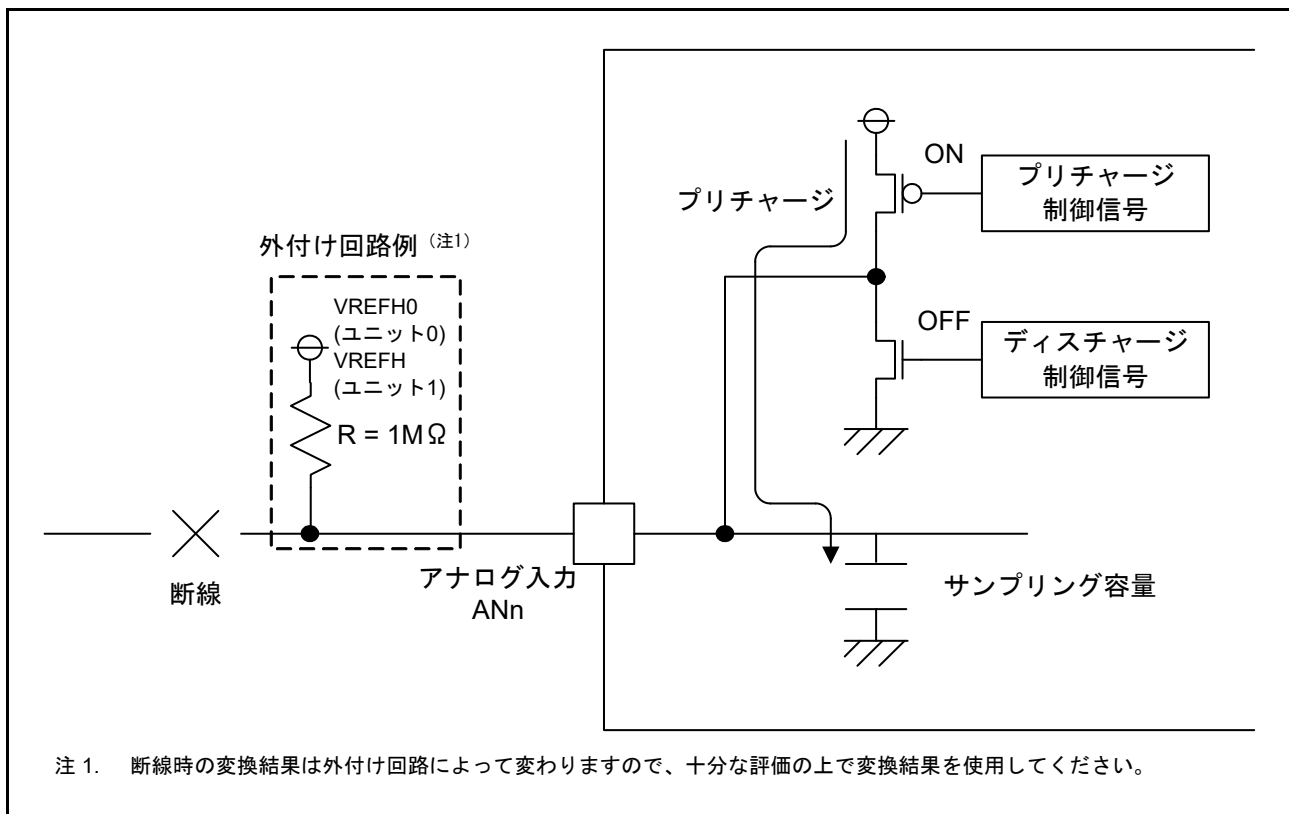 ON
プリチャージ
制御信号
プリチャージ
外付け回路例（注1）
VREFH0
(ユニット0)
VREFH
(ユニット1)
R = 1MΩ
OFF
ディスチャージ
制御信号
断線
アナログ入力
ANn
サンプリング容量
注 1. 断線時の変換結果は外付け回路によって変わりますので、十分な評価の上で変換結果を使用してください。